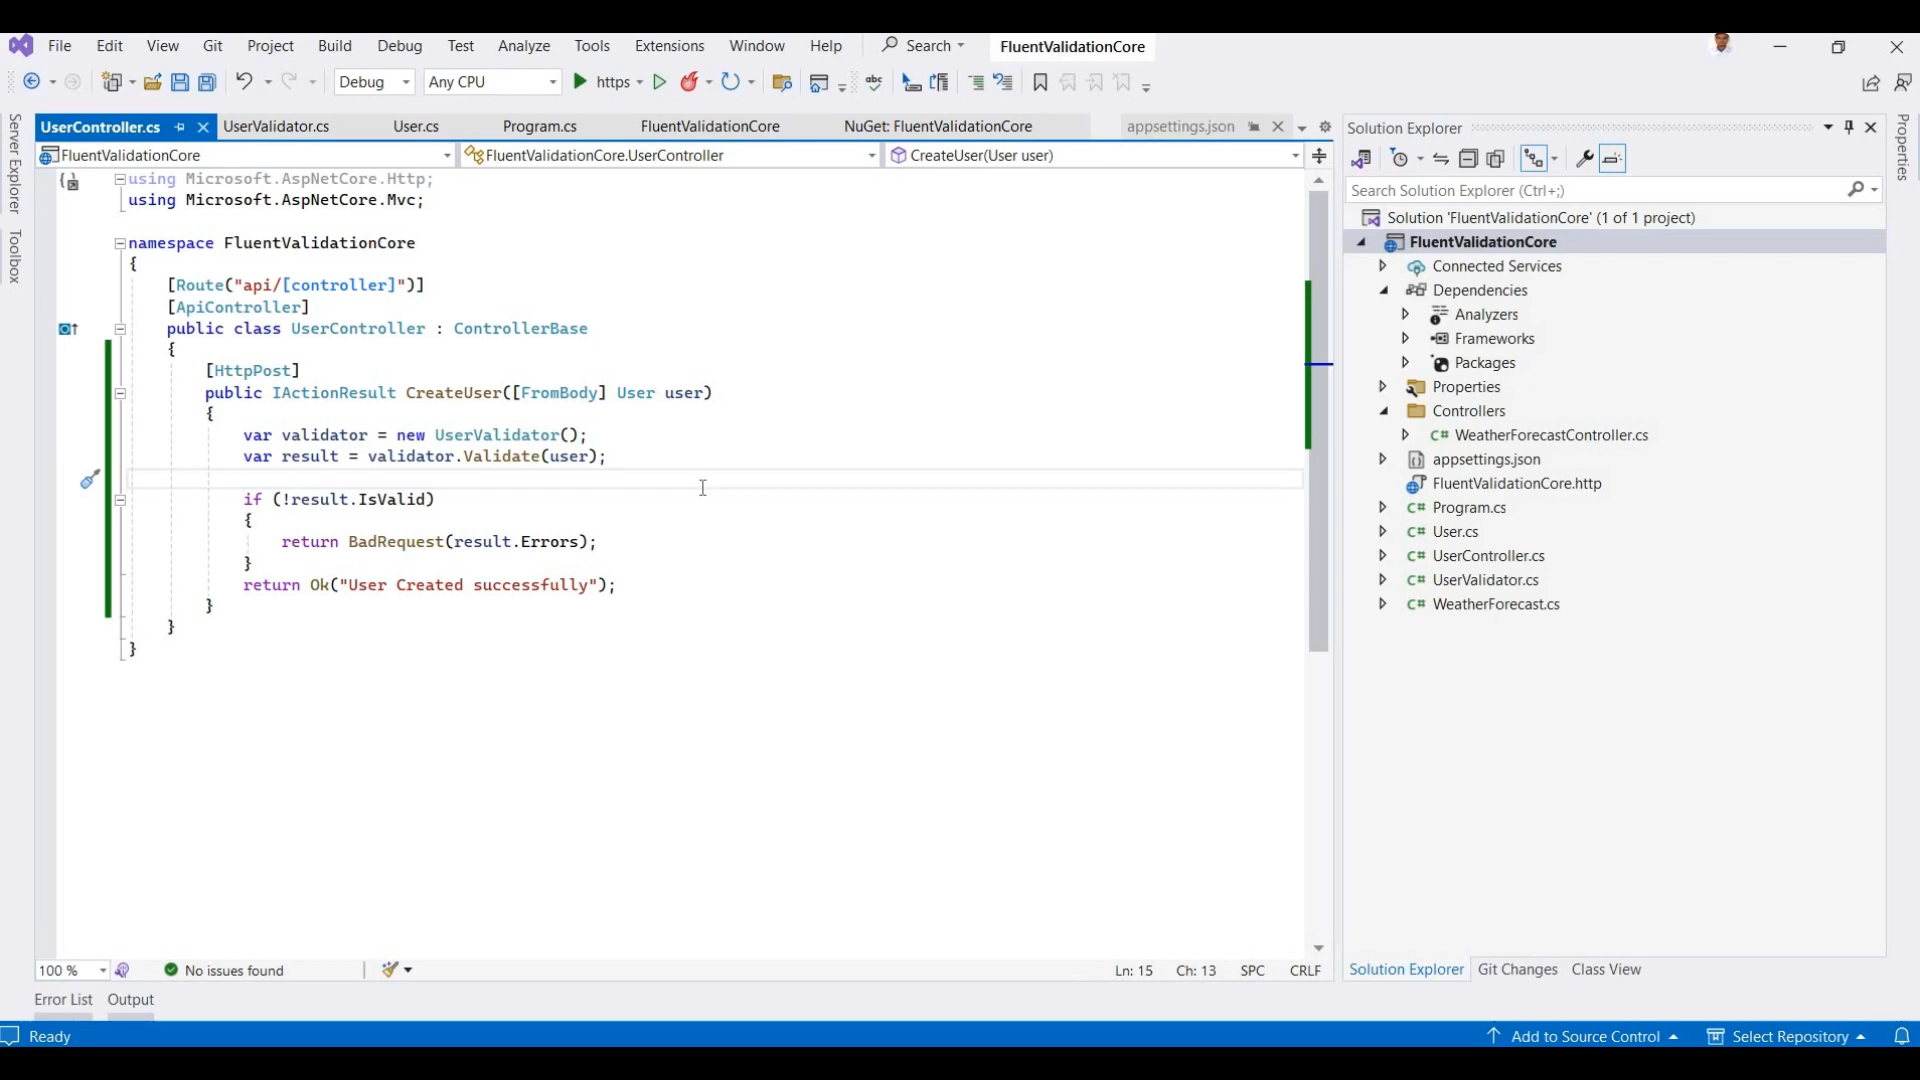 File Edit View Git Project Build Debug Test Analyze Tools Extensions Window Help Search FluentValidationCore
Debug Any CPU https
Server Explorer
Toolbox
UserController.cs UserValidator.cs User.cs Program.cs FluentValidationCore NuGet: FluentValidationCore appsettings.json
FluentValidationCore FluentValidationCore.UserController CreateUser(User user)
using Microsoft.AspNetCore.Http;
using Microsoft.AspNetCore.Mvc;
namespace FluentValidationCore
{
[Route("api/[controller]")]
[ApiController]
public class UserController : ControllerBase
{
[HttpPost]
public IActionResult CreateUser([FromBody] User user)
{
var validator = new UserValidator();
var result = validator.Validate(user);
if (!result.IsValid)
{
return BadRequest(result.Errors);
}
return Ok("User Created successfully");
}
}
}
100 % No issues found Ln: 15 Ch: 13 SPC CRLF
Solution Explorer
Search Solution Explorer (Ctrl+;)
Solution 'FluentValidationCore' (1 of 1 project)
FluentValidationCore
Connected Services
Dependencies
Analyzers
Frameworks
Packages
Properties
Controllers
C# WeatherForecastController.cs
appsettings.json
FluentValidationCore.http
C# Program.cs
C# User.cs
C# UserController.cs
C# UserValidator.cs
C# WeatherForecast.cs
Solution Explorer Git Changes Class View
Properties
Error List Output
Ready Add to Source Control Select Repository